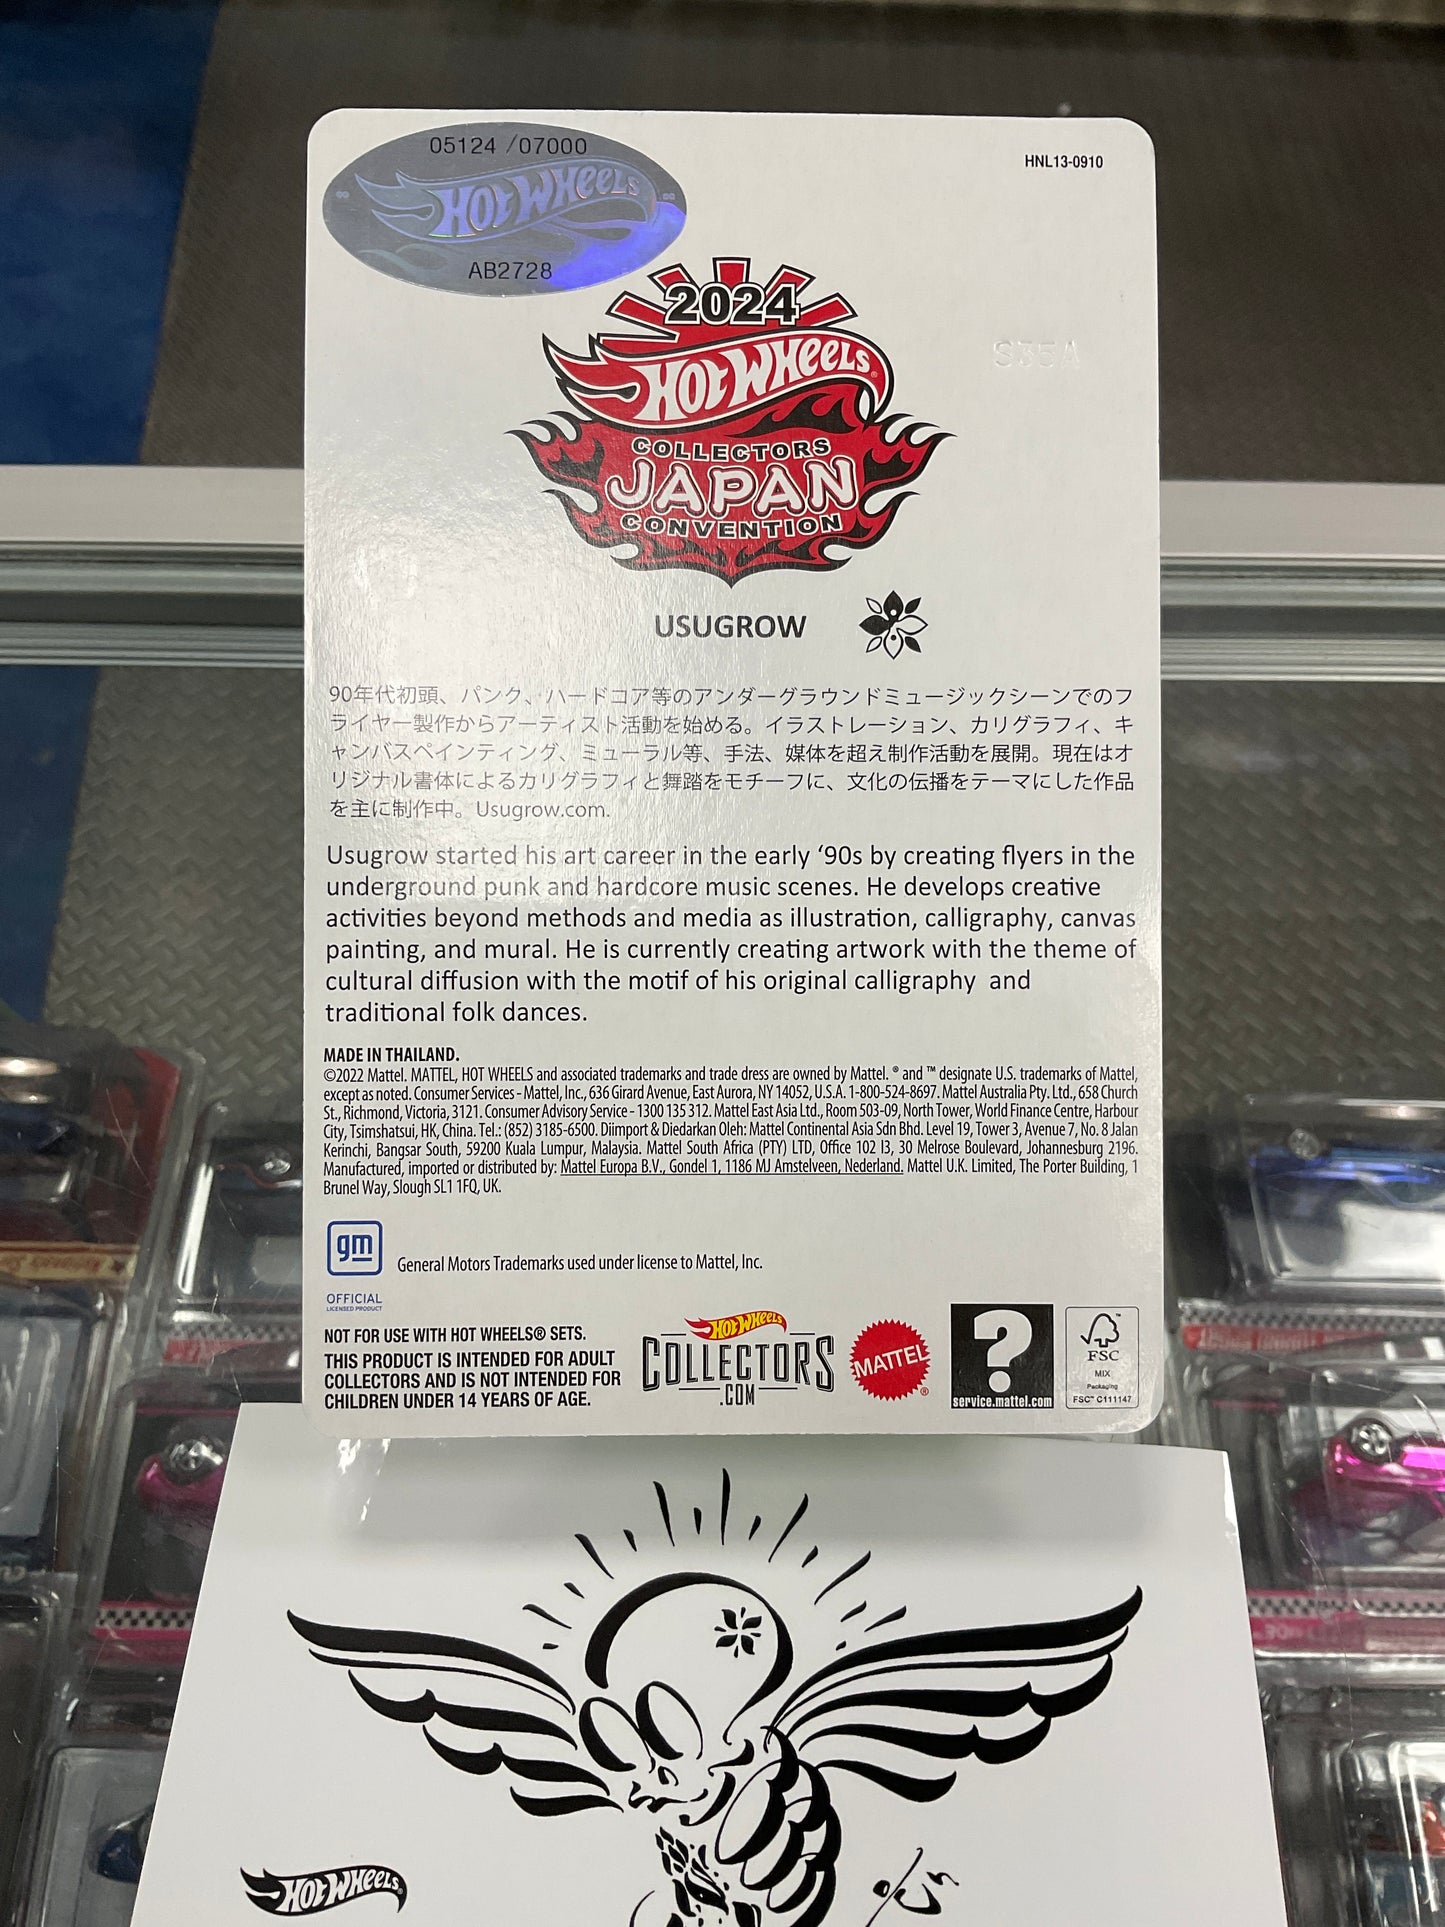 05124 /07000
HOT WHEELS
AB2728
HNL13-0910
S35A
2024
HOT WHEELS®
COLLECTORS
JAPAN
CONVENTION
USUGROW
90年代初頭、パンク、ハードコア等のアンダーグラウンドミュージックシーンでのフ
ライヤー製作からアーティスト活動を始める。イラストレーション、カリグラフィ、キ
ャンバスペインティング、ミューラル等、手法、媒体を超え制作活動を展開。現在はオ
リジナル書体によるカリグラフィと舞踏をモチーフに、文化の伝播をテーマにした作品
を主に制作中。Usugrow.com.
Usugrow started his art career in the early ‘90s by creating flyers in the
underground punk and hardcore music scenes. He develops creative
activities beyond methods and media as illustration, calligraphy, canvas
painting, and mural. He is currently creating artwork with the theme of
cultural diffusion with the motif of his original calligraphy and
traditional folk dances.
MADE IN THAILAND.
©2022 Mattel. MATTEL, HOT WHEELS and associated trademarks and trade dress are owned by Mattel. ® and ™ designate U.S. trademarks of Mattel,
except as noted. Consumer Services - Mattel, Inc., 636 Girard Avenue, East Aurora, NY 14052, U.S.A. 1-800-524-8697. Mattel Australia Pty. Ltd., 658 Church
St., Richmond, Victoria, 3121. Consumer Advisory Service - 1300 135 312. Mattel East Asia Ltd., Room 503-09, North Tower, World Finance Centre, Harbour
City, Tsimshatsui, HK, China. Tel.: (852) 3185-6500. Diimport & Diedarkan Oleh: Mattel Continental Asia Sdn Bhd. Level 19, Tower 3, Avenue 7, No. 8 Jalan
Kerinchi, Bangsar South, 59200 Kuala Lumpur, Malaysia. Mattel South Africa (PTY) LTD, Office 102 I3, 30 Melrose Boulevard, Johannesburg 2196.
Manufactured, imported or distributed by: Mattel Europa B.V., Gondel 1, 1186 MJ Amstelveen, Nederland. Mattel U.K. Limited, The Porter Building, 1
Brunel Way, Slough SL1 1FQ, UK.
gm
General Motors Trademarks used under license to Mattel, Inc.
OFFICIAL
LICENSED PRODUCT
NOT FOR USE WITH HOT WHEELS® SETS.
THIS PRODUCT IS INTENDED FOR ADULT
COLLECTORS AND IS NOT INTENDED FOR
CHILDREN UNDER 14 YEARS OF AGE.
HOT WHEELS
COLLECTORS
.COM
MATTEL®
?
service.mattel.com
FSC
MIX
Packaging
FSC™ C111147
HOT WHEELS®